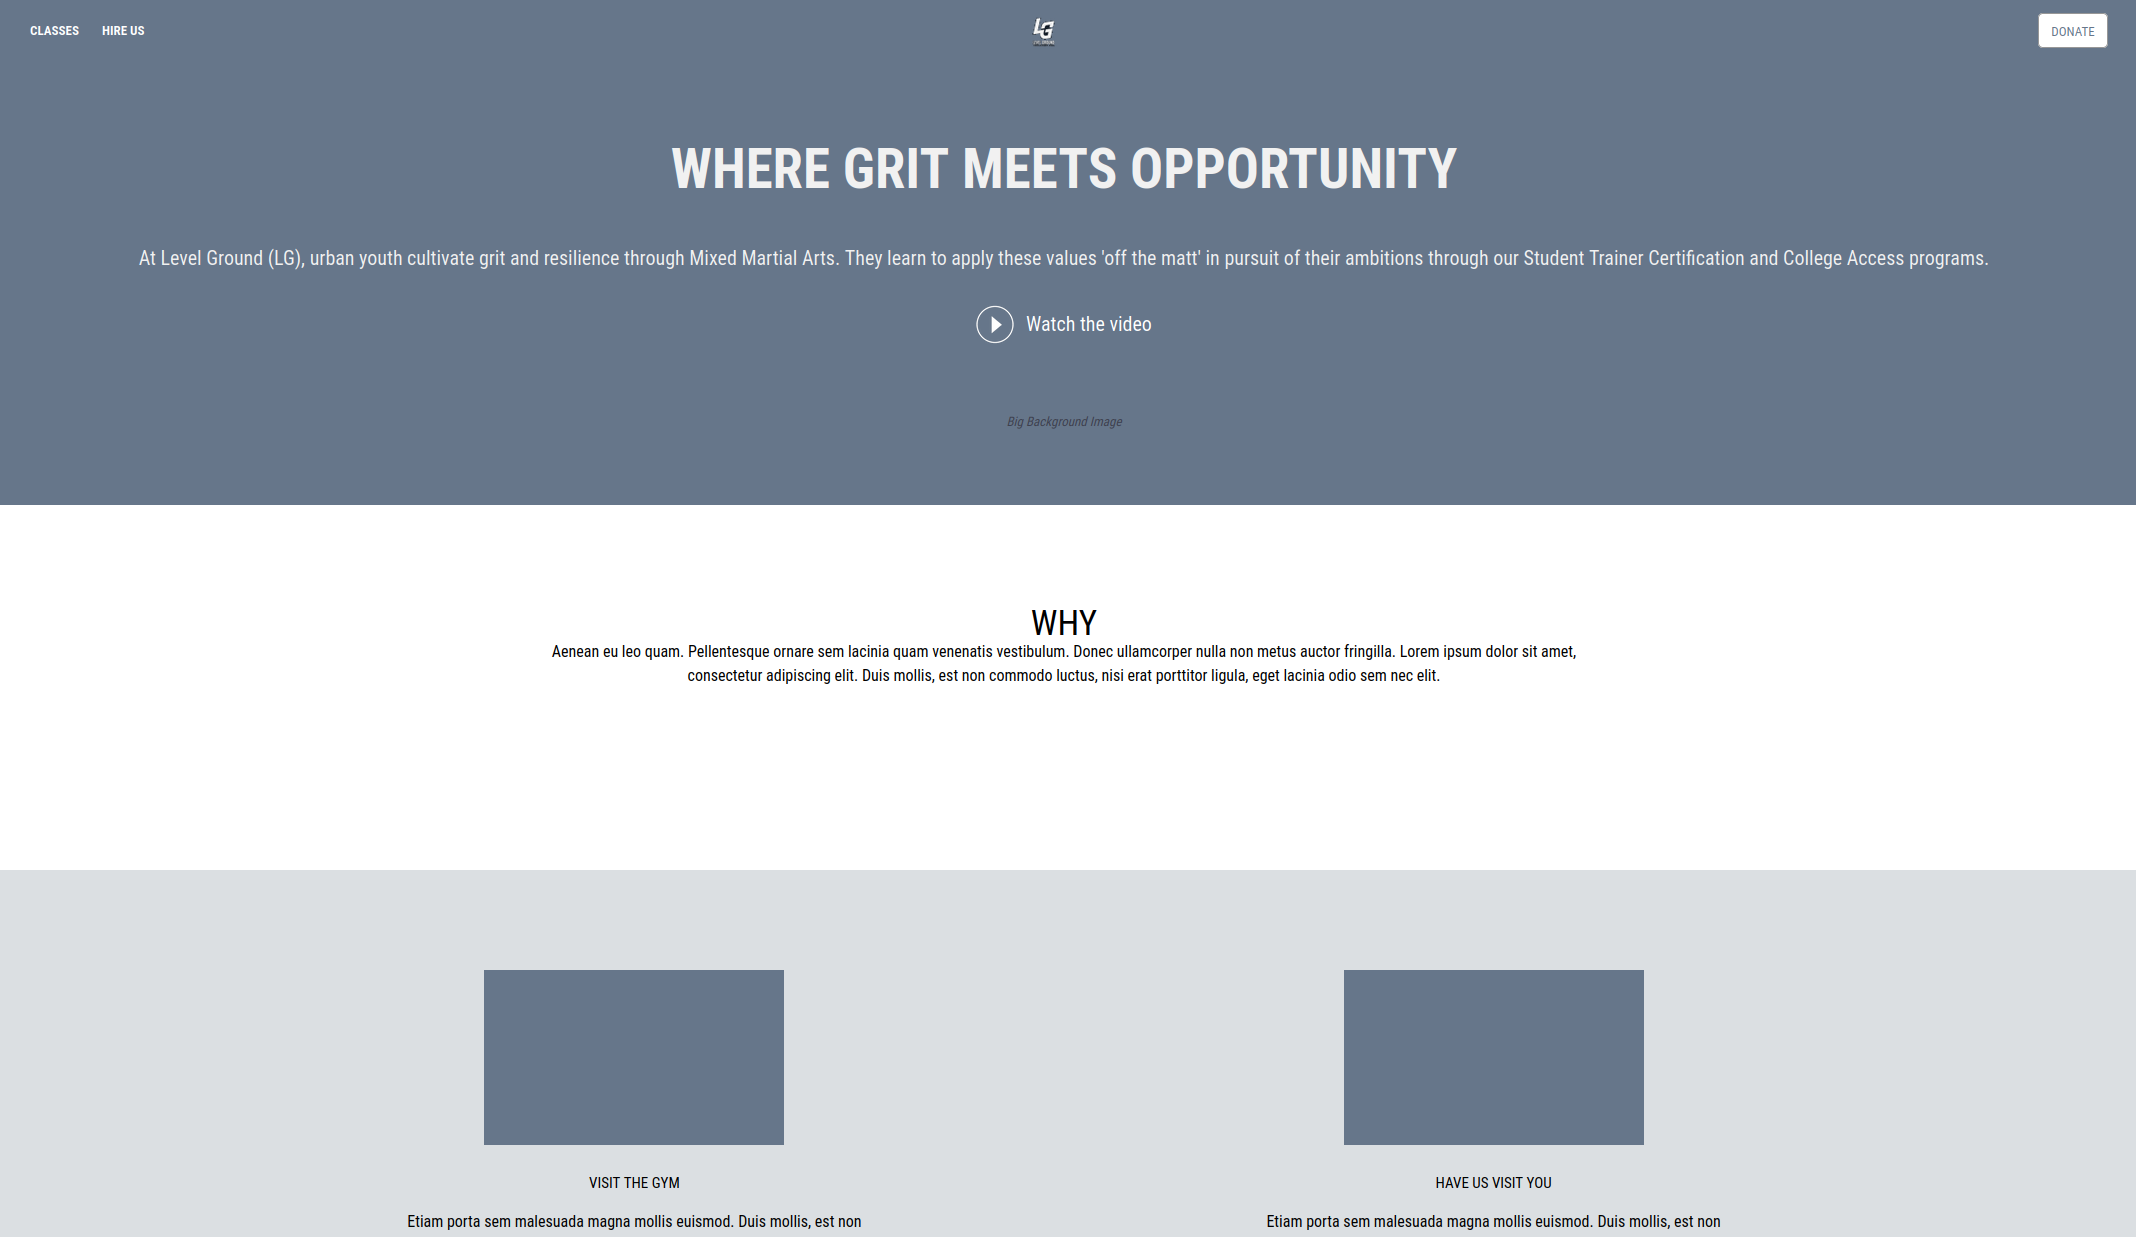 CLASSES HIRE US LG DONATE
WHERE GRIT MEETS OPPORTUNITY
At Level Ground (LG), urban youth cultivate grit and resilience through Mixed Martial Arts. They learn to apply these values 'off the matt' in pursuit of their ambitions through our Student Trainer Certification and College Access programs.
Watch the video
Big Background Image
WHY
Aenean eu leo quam. Pellentesque ornare sem lacinia quam venenatis vestibulum. Donec ullamcorper nulla non metus auctor fringilla. Lorem ipsum dolor sit amet,
consectetur adipiscing elit. Duis mollis, est non commodo luctus, nisi erat porttitor ligula, eget lacinia odio sem nec elit.
VISIT THE GYM
Etiam porta sem malesuada magna mollis euismod. Duis mollis, est non
HAVE US VISIT YOU
Etiam porta sem malesuada magna mollis euismod. Duis mollis, est non